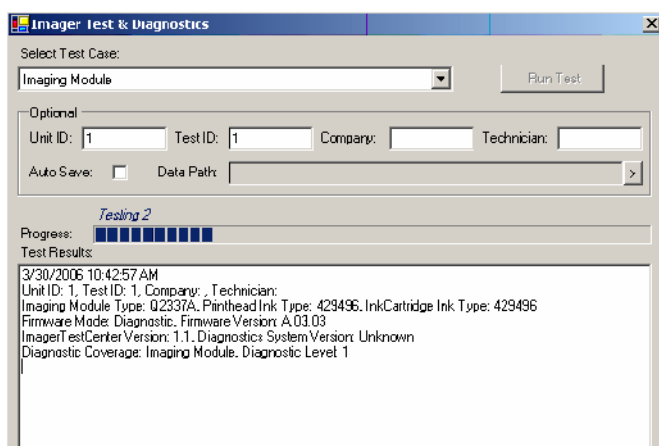 Imager Test & Diagnostics
Select Test Case:
Imaging Module
Run Test
Optional
Unit ID: 1 Test ID: 1 Company: Technician:
Auto Save: Data Path: >
Testing 2
Progress:
Test Results:
3/30/2006 10:42:57 AM
Unit ID: 1, Test ID: 1, Company: , Technician:
Imaging Module Type: Q2337A, Printhead Ink Type: 429496, InkCartridge Ink Type: 429496
Firmware Mode: Diagnostic, Firmware Version: A.03.03
ImagerTestCenter Version: 1.1, Diagnostics System Version: Unknown
Diagnostic Coverage: Imaging Module, Diagnostic Level: 1